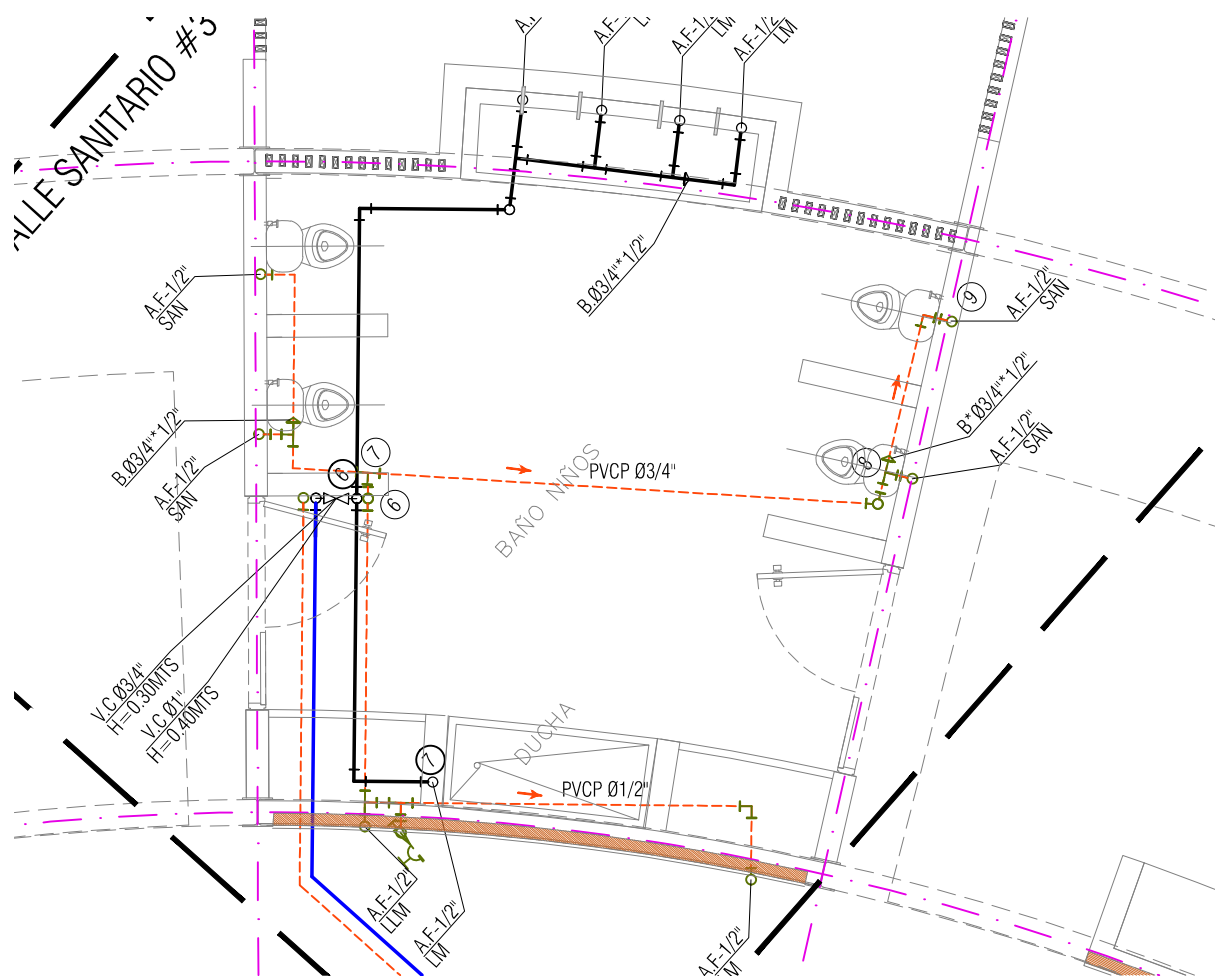 ALLE SANITARIO #3
A.F-
LM
A.F-1/2"
LM
A.F-1/2"
LM
B.Ø3/4"*1/2"
A.F-1/2"
SAN
9
A.F-1/2"
SAN
B.Ø3/4"*1/2"
A.F-1/2"
SAN
B*Ø3/4"*1/2"
A.F-1/2"
SAN
8
6
7
6
PVCP Ø3/4"
BAÑO NIÑOS
V.C Ø3/4"
H=0.30MTS
V.C Ø1"
H=0.40MTS
DUCHA
7
PVCP Ø1/2"
A.F-1/2"
LLM
A.F-1/2"
LM
A.F-1/2"